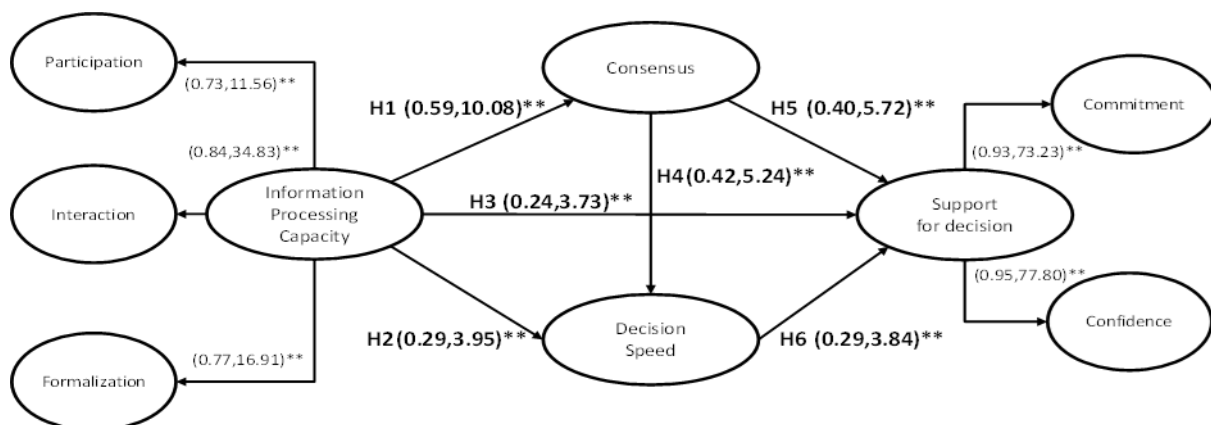 Participation
(0.73,11.56)**
Consensus
H1 (0.59,10.08)**
H5 (0.40,5.72)**
Commitment
(0.84,34.83)**
(0.93,73.23)**
H4(0.42,5.24)**
Interaction
Information
Processing
Capacity
H3 (0.24,3.73)**
Support
for decision
(0.95,77.80)**
Decision
Speed
H2(0.29,3.95)**
H6 (0.29,3.84)**
Confidence
(0.77,16.91)**
Formalization